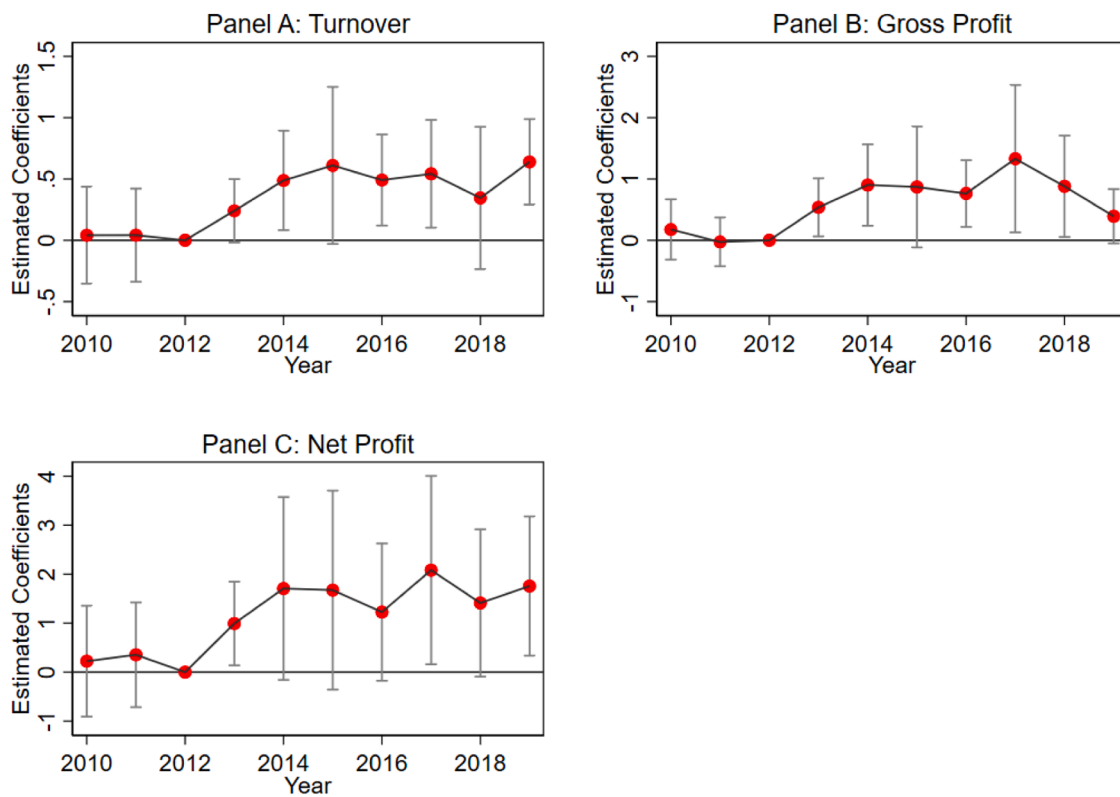 Panel A: Turnover
Estimated Coefficients
1.5
1
.5
0
-.5
2010 2012 2014 2016 2018
Year
Panel B: Gross Profit
Estimated Coefficients
3
2
1
0
-1
2010 2012 2014 2016 2018
Year
Panel C: Net Profit
Estimated Coefficients
4
3
2
1
0
-1
2010 2012 2014 2016 2018
Year